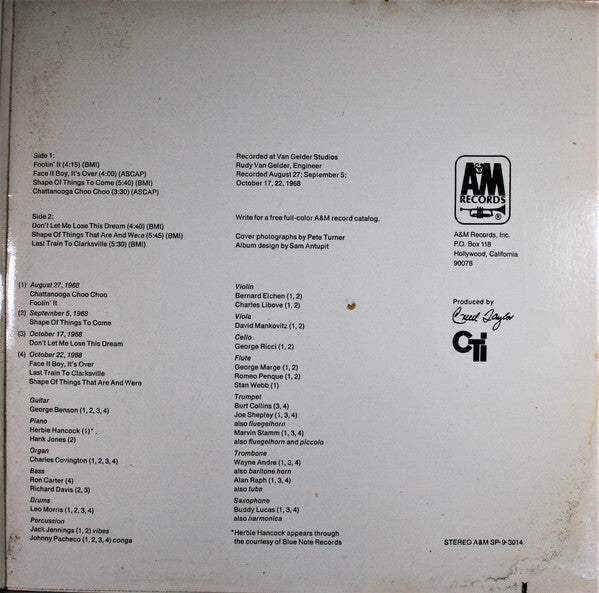 Side 1:
Footin' It (4:15) (BMI)
Face It Boy, It's Over (4:00) (ASCAP)
Shape Of Things To Come (5:40) (BMI)
Chattanooga Choo Choo (3:30) (ASCAP)
Side 2:
Don't Let Me Lose This Dream (4:40) (BMI)
Shape Of Things That Are And Were (5:45) (BMI)
Last Train To Clarksville (5:30) (BMI)
Recorded at Van Gelder Studios
Rudy Van Gelder, Engineer
Recorded August 27; September 5;
October 17, 22, 1968
Write for a free full-color A&M record catalog.
Cover photographs by Pete Turner
Album design by Sam Antupit
A&M
RECORDS
A&M Records, Inc.
P.O. Box 118
Hollywood, California
90078
(1) August 27, 1968
Chattanooga Choo Choo
Footin' It
(2) September 5, 1968
Shape Of Things To Come
(3) October 17, 1968
Don't Let Me Lose This Dream
(4) October 22, 1968
Face It Boy, It's Over
Last Train To Clarksville
Shape Of Things That Are And Were
Guitar
George Benson (1, 2, 3, 4)
Piano
Herbie Hancock (1)*
Hank Jones (2)
Organ
Charles Covington (1, 2, 3, 4)
Bass
Ron Carter (4)
Richard Davis (2, 3)
Drums
Leo Morris (1, 2, 3, 4)
Percussion
Jack Jennings (1, 2) vibes
Johnny Pacheco (1, 2, 3, 4) conga
Violin
Bernard Eichen (1, 2)
Charles Libove (1, 2)
Viola
David Mankovitz (1, 2)
Cello
George Ricci (1, 2)
Flute
George Marge (1, 2)
Romeo Penque (1, 2)
Stan Webb (1)
Trumpet
Burt Collins (3, 4)
Joe Shepley (1, 3, 4)
also fluegelhorn
Marvin Stamm (1, 3, 4)
also fluegelhorn and piccolo
Trombone
Wayne Andre (1, 3, 4)
also baritone horn
Alan Raph (1, 3, 4)
also tuba
Saxophone
Buddy Lucas (1, 3, 4)
also harmonica
*Herbie Hancock appears through
the courtesy of Blue Note Records
Produced by
Creed Taylor
CTi
STEREO A&M SP-9-3014